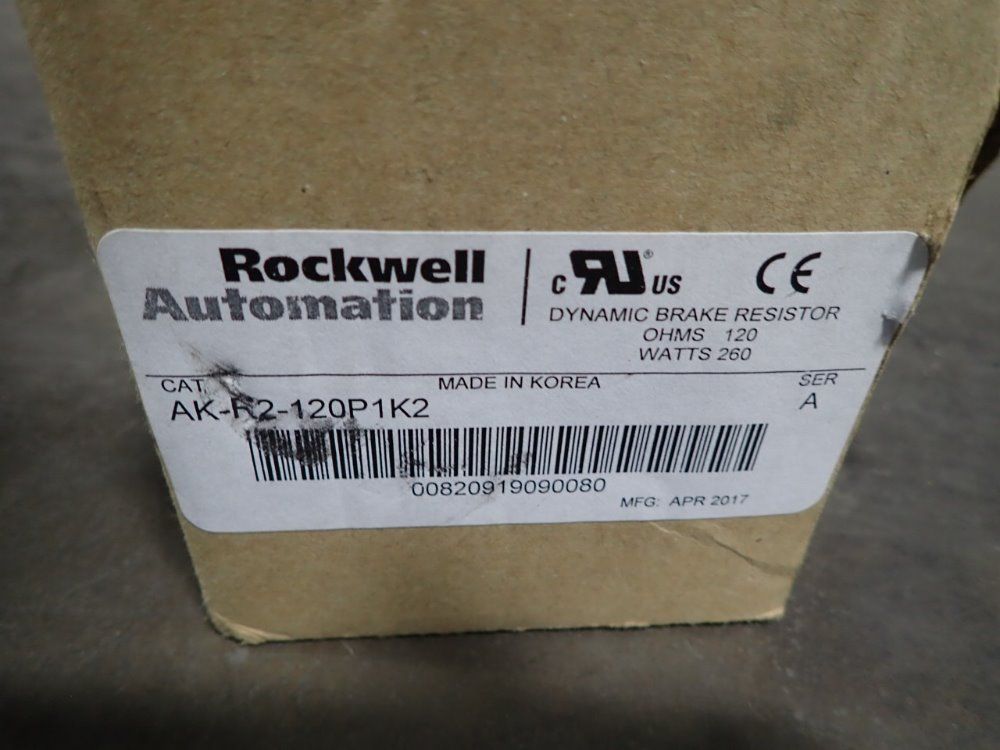 Rockwell
Automation
c RU® US CE
DYNAMIC BRAKE RESISTOR
OHMS 120
WATTS 260
CAT. MADE IN KOREA SER
AK-R2-120P1K2 A
00820919090080
MFG: APR 2017